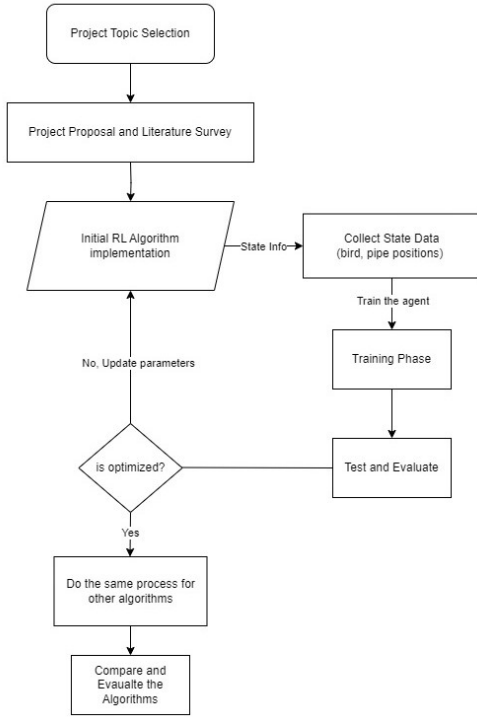 Project Topic Selection
Project Proposal and Literature Survey
Initial RL Algorithm
implementation
State Info
Collect State Data
(bird, pipe positions)
Train the agent
Training Phase
No, Update parameters
is optimized?
Test and Evaluate
Yes
Do the same process for
other algorithms
Compare and
Evaualte the
Algorithms